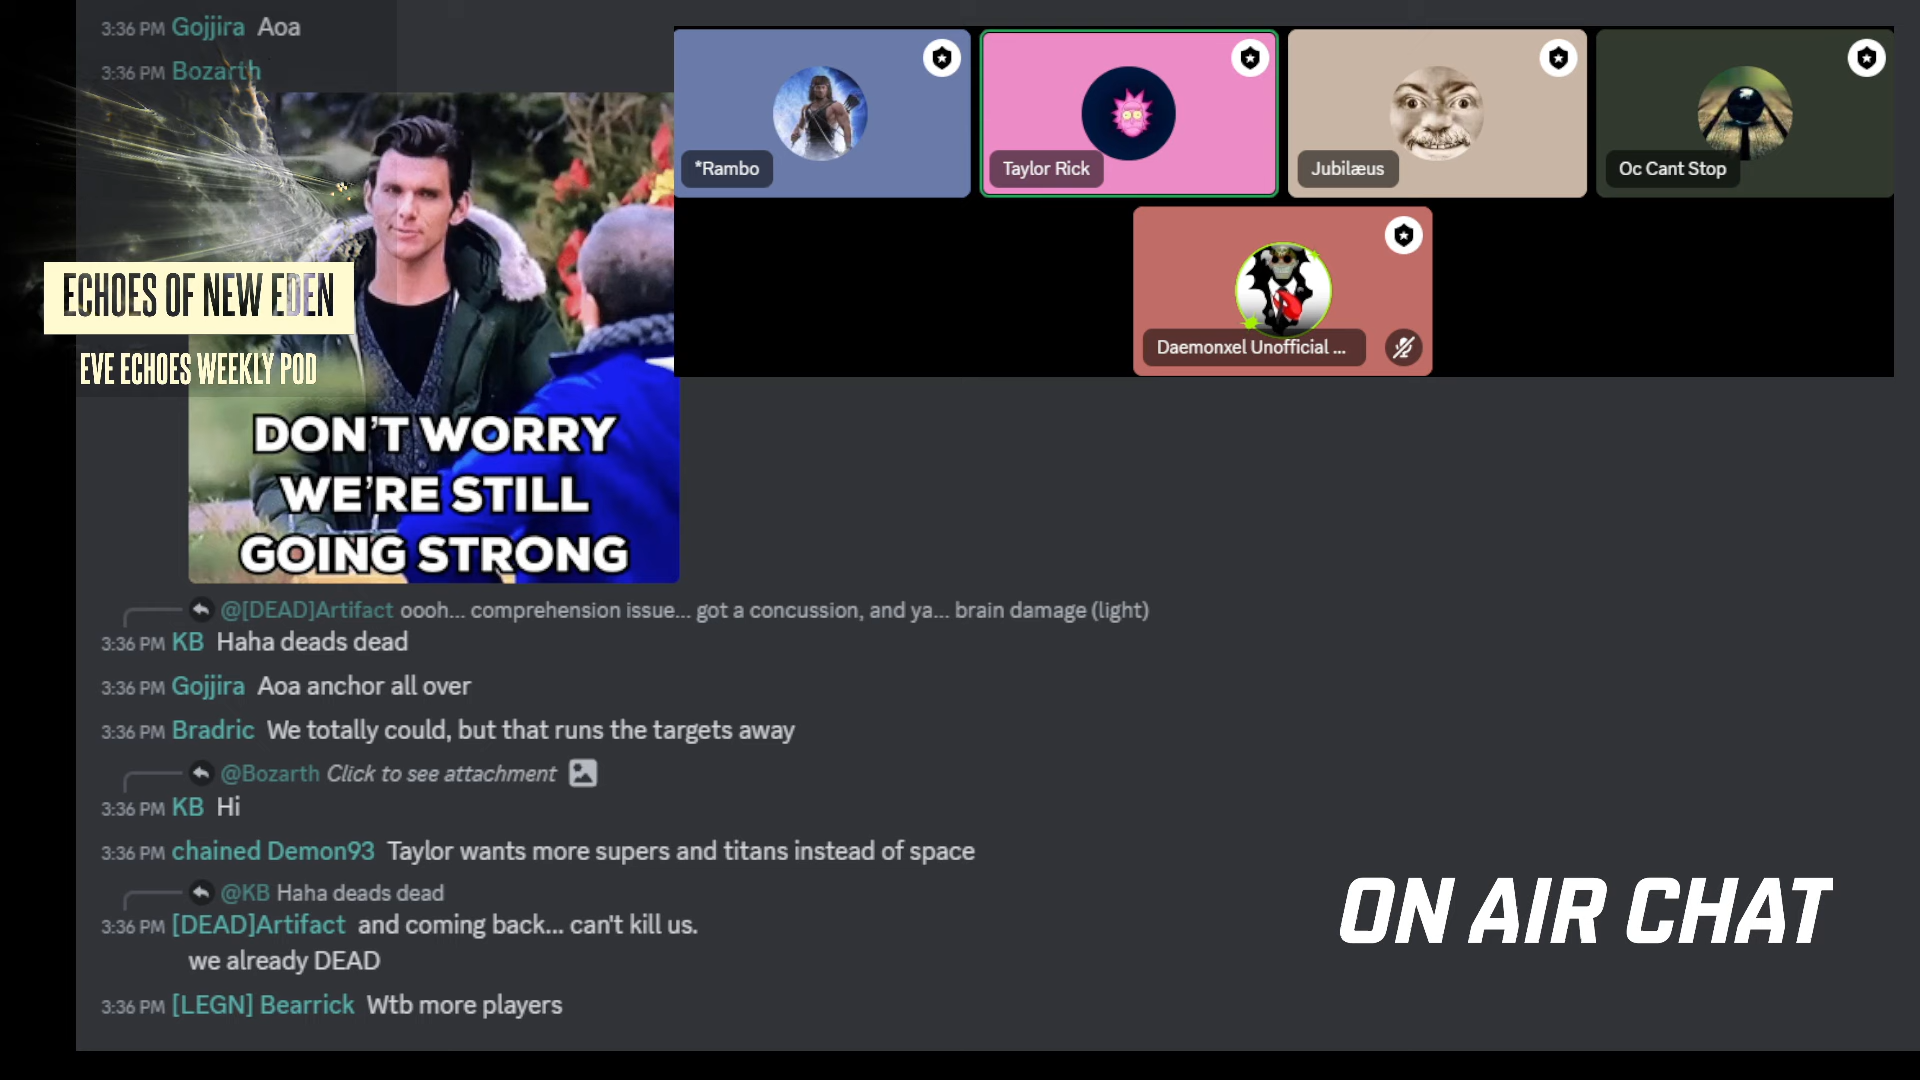 3:36 PM Gojjira Aoa
3:36 PM Bozarth
*Rambo
Taylor Rick
Jubilæus
Oc Cant Stop
Daemonxel Unofficial ...
ECHOES OF NEW EDEN
EVE ECHOES WEEKLY POD
DON'T WORRY
WE'RE STILL
GOING STRONG
@[DEAD]Artifact oooh... comprehension issue... got a concussion, and ya... brain damage (light)
3:36 PM KB Haha deads dead
3:36 PM Gojjira Aoa anchor all over
3:36 PM Bradric We totally could, but that runs the targets away
@Bozarth Click to see attachment
3:36 PM KB Hi
3:36 PM chained Demon93 Taylor wants more supers and titans instead of space
@KB Haha deads dead
3:36 PM [DEAD]Artifact and coming back... can't kill us.
we already DEAD
3:36 PM [LEGN] Bearrick Wtb more players
ON AIR CHAT